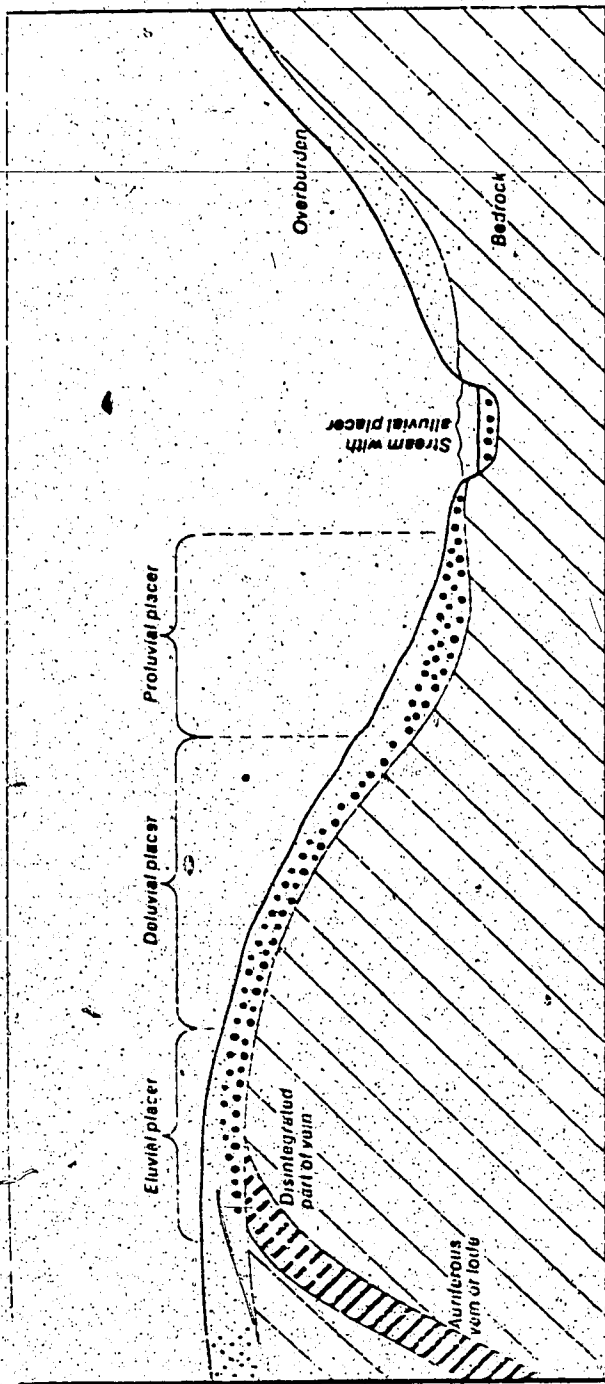 Eluvial placer
Doluvial placer
Proluvial placer
Stream with
alluvial placer
Overburden
Bedrock
Disintegrated
part of vein
Auriferous
vein or lode